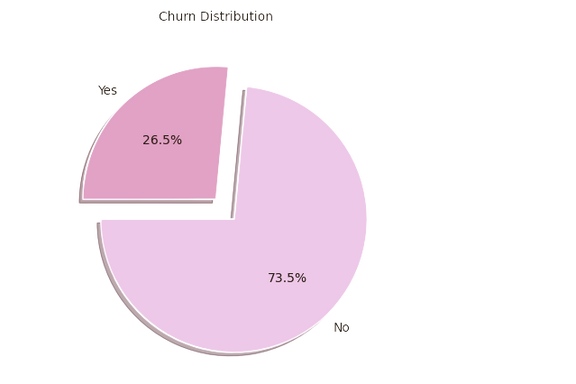 Churn Distribution
Yes
26.5%
73.5%
No